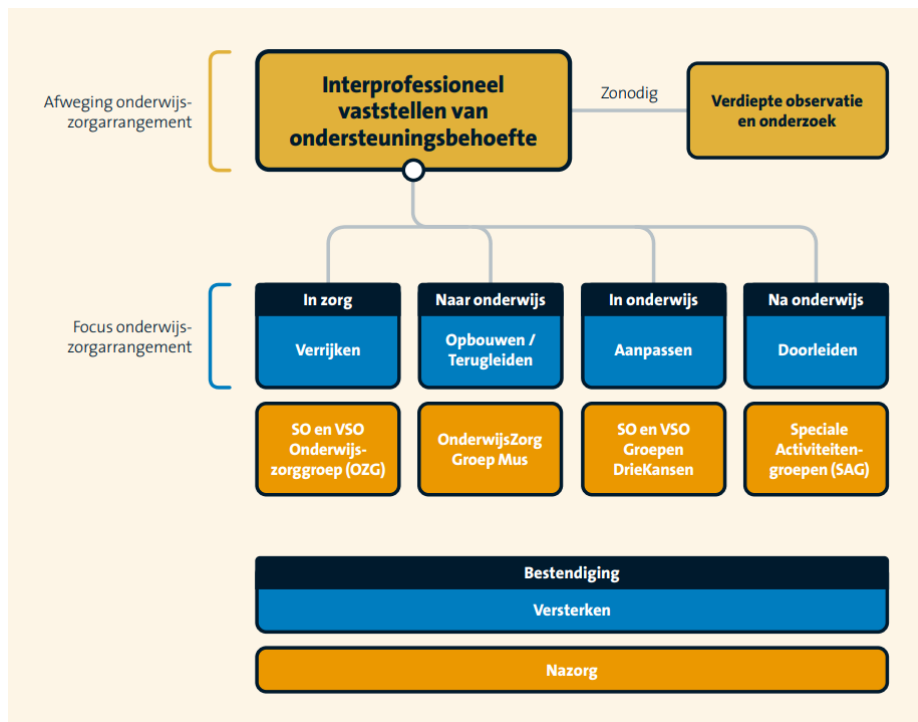 Afweging onderwijs-
zorgarrangement
Interprofessioneel
vaststellen van
ondersteuningsbehoefte
Zonodig
Verdiepte observatie
en onderzoek
Focus onderwijs-
zorgarrangement
In zorg
Verrijken
Naar onderwijs
Opbouwen /
Terugleiden
In onderwijs
Aanpassen
Na onderwijs
Doorleiden
SO en VSO
Onderwijs-
zorggroep (OZG)
OnderwijsZorg
Groep Mus
SO en VSO
Groepen
DrieKansen
Speciale
Activiteiten-
groepen (SAG)
Bestendiging
Versterken
Nazorg